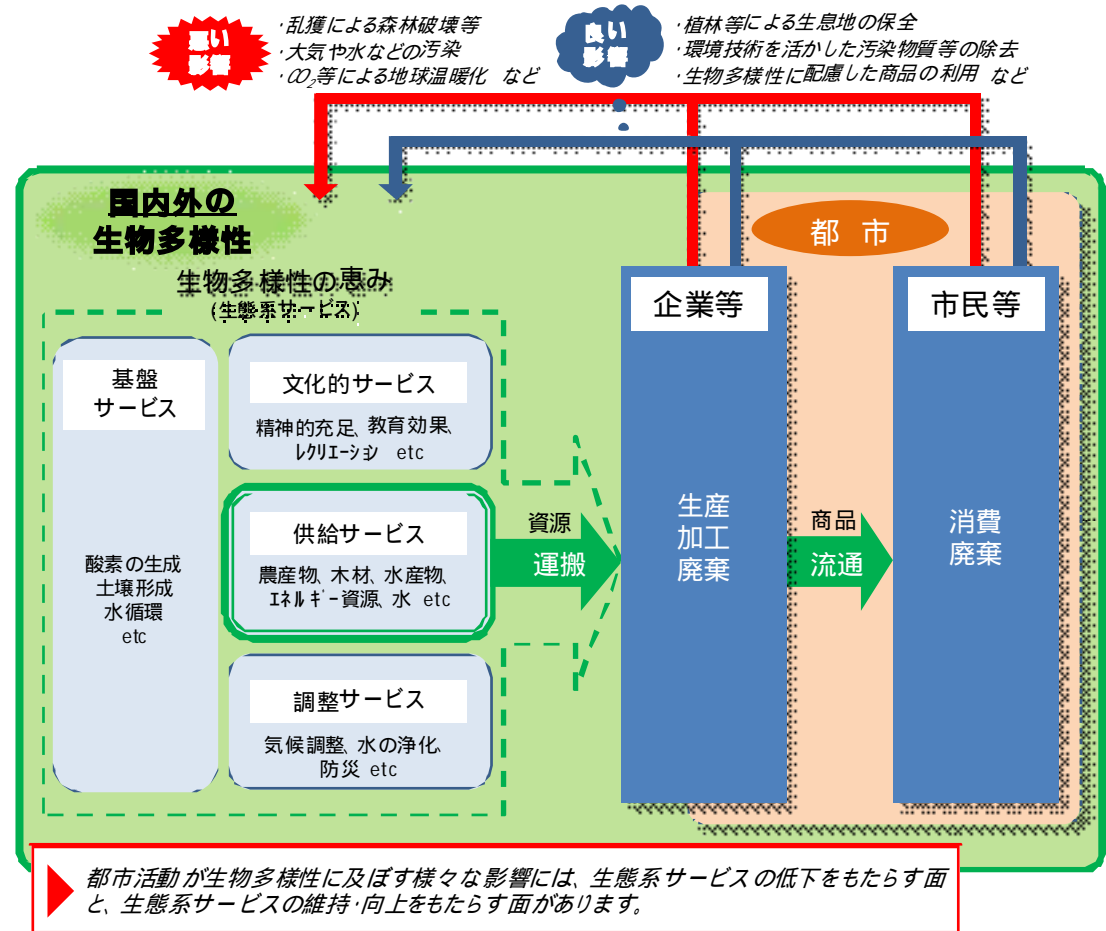 悪い
影響
･乱獲による森林破壊等
･大気や水などの汚染
･CO2等による地球温暖化 など
良い
影響
･植林等による生息地の保全
･環境技術を活かした汚染物質等の除去
･生物多様性に配慮した商品の利用 など
国内外の
生物多様性
生物多様性の恵み
(生態系サービス)
基盤
サービス
酸素の生成
土壌形成
水循環
etc
文化的サービス
精神的充足、教育効果、
ﾚｸﾘｴｰｼｮﾝ etc
供給サービス
農産物、木材、水産物、
ｴﾈﾙｷﾞｰ資源、水 etc
調整サービス
気候調整、水の浄化、
防災 etc
資源
運搬
都 市
企業等
生産
加工
廃棄
商品
流通
市民等
消費
廃棄
都市活動が生物多様性に及ぼす様々な影響には、生態系サービスの低下をもたらす面
と、生態系サービスの維持･向上をもたらす面があります。